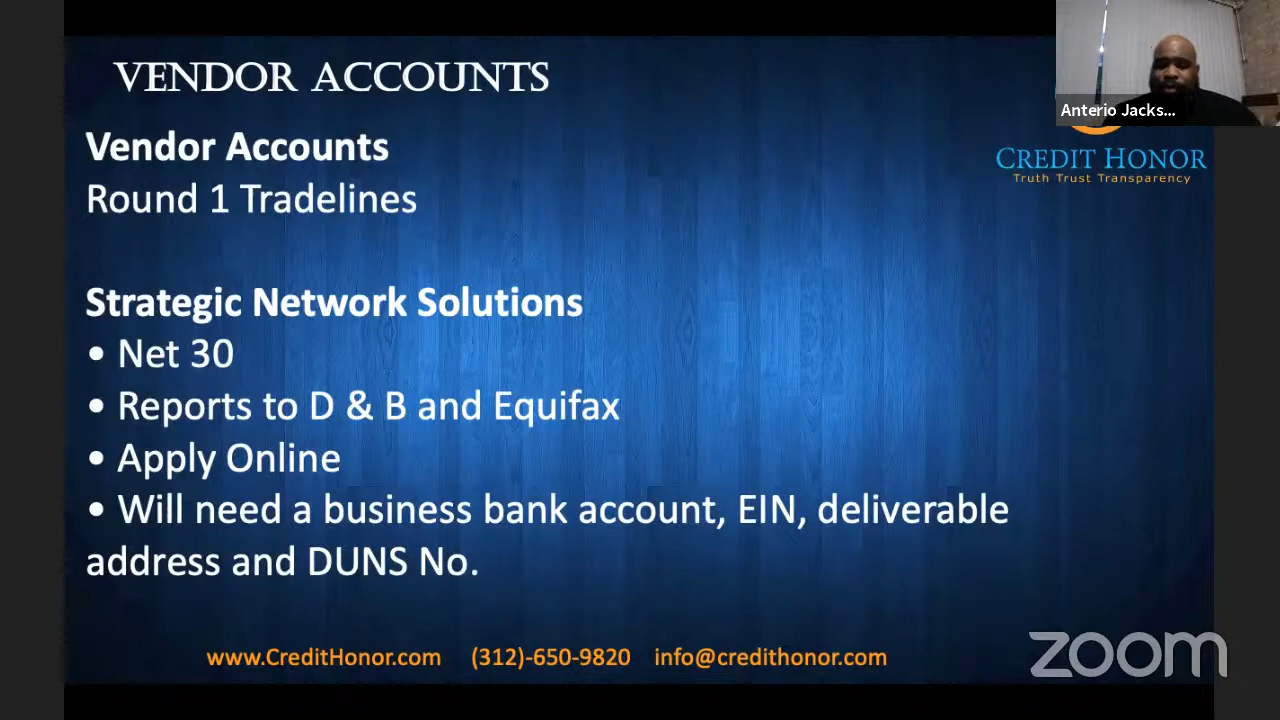 VENDOR ACCOUNTS
Anterio Jacks...
CREDIT HONOR
Truth Trust Transparency
Vendor Accounts
Round 1 Tradelines
Strategic Network Solutions
• Net 30
• Reports to D & B and Equifax
• Apply Online
• Will need a business bank account, EIN, deliverable
address and DUNS No.
www.CreditHonor.com (312)-650-9820 info@credithonor.com
zoom